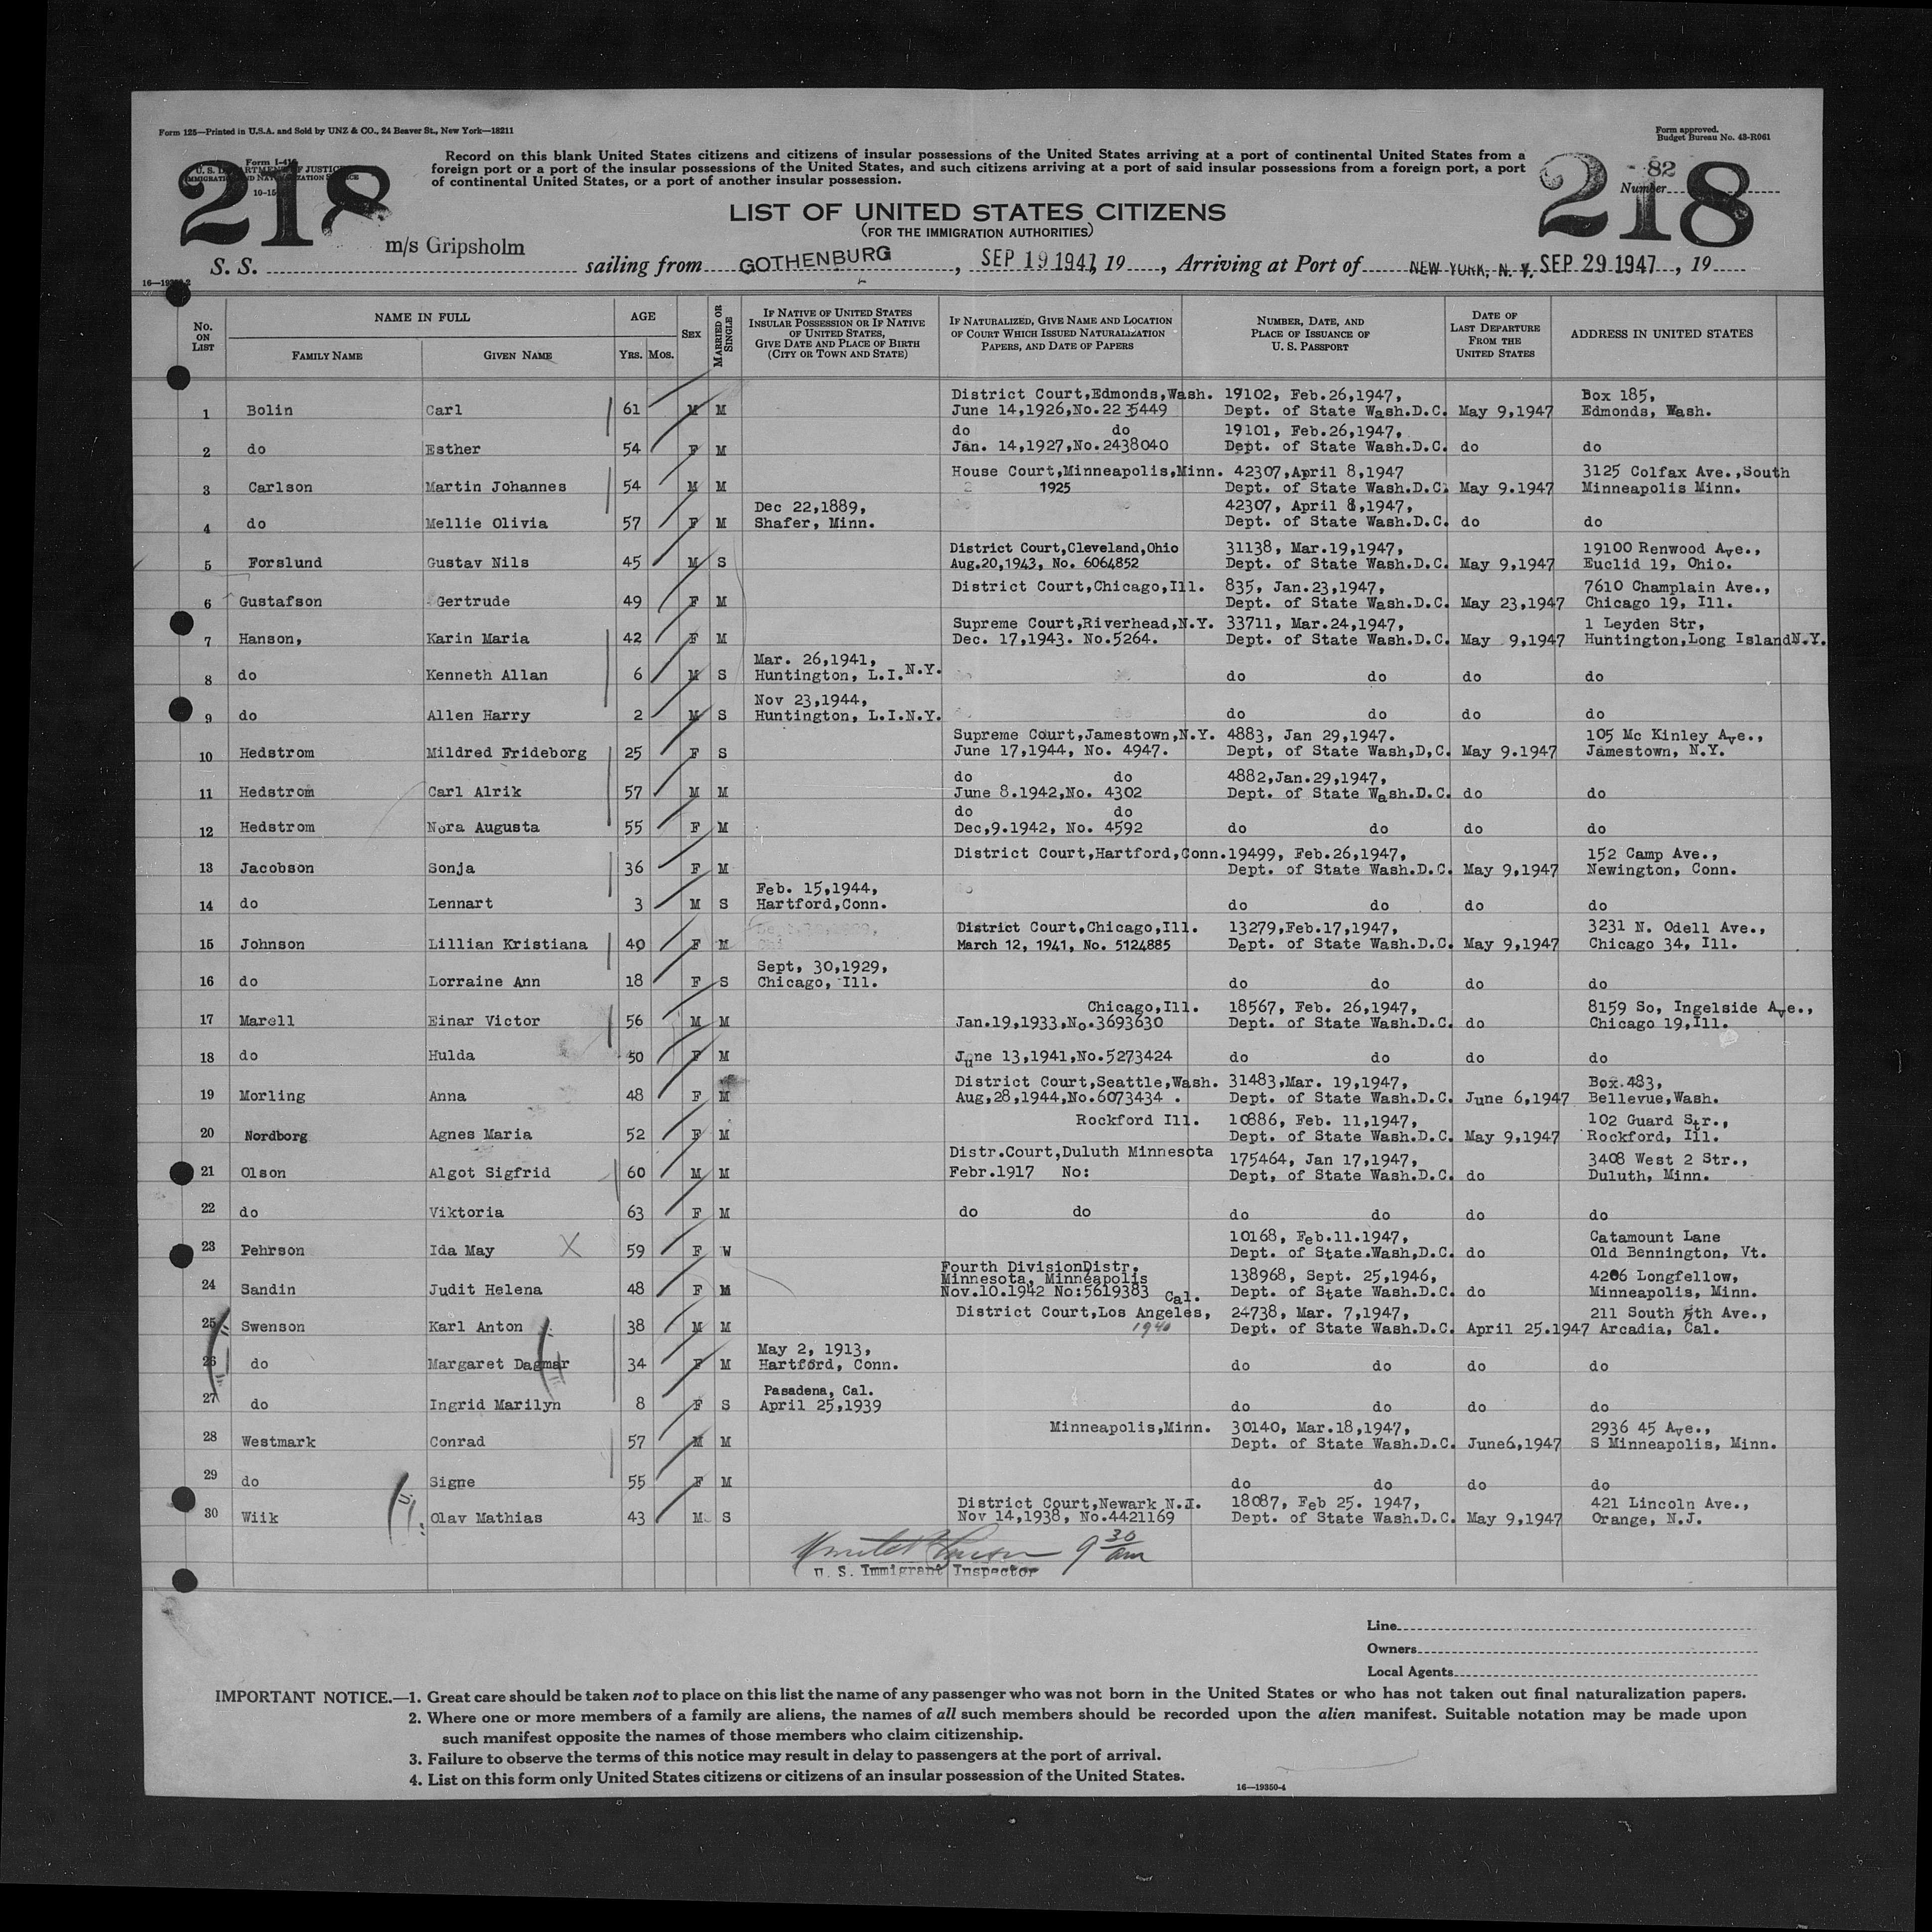 Form 125—Printed in U.S.A. and Sold by UNZ & CO., 24 Beaver St., New York—18211
Form approved.
Budget Bureau No. 43-R061
U. S. DEPARTMENT OF JUSTICE
IMMIGRATION AND NATURALIZATION SERVICE
218
218
82
Number
Record on this blank United States citizens and citizens of insular possessions of the United States arriving at a port of continental United States from a
foreign port or a port of the insular possessions of the United States, and such citizens arriving at a port of said insular possessions from a foreign port, a port
of continental United States, or a port of another insular possession.
LIST OF UNITED STATES CITIZENS
(FOR THE IMMIGRATION AUTHORITIES)
S. S. m/s Gripsholm sailing from GOTHENBURG, SEP 19 1947, 19, Arriving at Port of NEW YORK, N. Y. SEP 29 1947, 19
No. ON LIST
NAME IN FULL
FAMILY NAME
GIVEN NAME
AGE
YRS. MOS.
SEX
MARRIED OR SINGLE
IF NATIVE OF UNITED STATES INSULAR POSSESSION OR IF NATIVE OF UNITED STATES, GIVE DATE AND PLACE OF BIRTH (CITY OR TOWN AND STATE)
IF NATURALIZED, GIVE NAME AND LOCATION OF COURT WHICH ISSUED NATURALIZATION PAPERS, AND DATE OF PAPERS
NUMBER, DATE, AND PLACE OF ISSUANCE OF U. S. PASSPORT
DATE OF LAST DEPARTURE FROM THE UNITED STATES
ADDRESS IN UNITED STATES
District Court,Edmonds,Wash. 19102, Feb.26,1947, Box 185,
1 Bolin Carl 61 M M June 14,1926,No.2235449 Dept. of State Wash.D.C. May 9,1947 Edmonds, Wash.
do do 19101, Feb.26,1947,
2 do Esther 54 F M Jan. 14,1927,No.2438040 Dept. of State Wash.D.C. do do
House Court,Minneapolis,Minn. 42307,April 8,1947 3125 Colfax Ave.,South
3 Carlson Martin Johannes 54 M M 1925 Dept. of State Wash.D.C. May 9.1947 Minneapolis Minn.
Dec 22,1889, 42307, April 8,1947,
4 do Mellie Olivia 57 F M Shafer, Minn. Dept. of State Wash.D.C. do do
District Court,Cleveland,Ohio 31138, Mar.19,1947, 19100 Renwood Ave.,
5 Forslund Gustav Nils 45 M S Aug.20,1943, No. 6064852 Dept. of State Wash.D.C. May 9,1947 Euclid 19, Ohio.
District Court,Chicago,Ill. 835, Jan.23,1947, 7610 Champlain Ave.,
6 Gustafson Gertrude 49 F M Dept. of State Wash.D.C. May 23,1947 Chicago 19, Ill.
Supreme Court,Riverhead,N.Y. 33711, Mar.24,1947, 1 Leyden Str,
7 Hanson, Karin Maria 42 F M Dec. 17,1943. No.5264. Dept. of State Wash.D.C. May 9,1947 Huntington,Long IslandN.Y.
Mar. 26,1941,
8 do Kenneth Allan 6 M S Huntington, L.I.N.Y. do do do do
Nov 23,1944,
9 do Allen Harry 2 M S Huntington, L.I.N.Y. do do do do
Supreme Court,Jamestown,N.Y. 4883, Jan 29,1947. 105 Mc Kinley Ave.,
10 Hedstrom Mildred Frideborg 25 F S June 17,1944, No. 4947. Dept, of State Wash,D,C. May 9.1947 Jamestown, N.Y.
do do 4882,Jan.29,1947,
11 Hedstrom Carl Alrik 57 M M June 8.1942,No. 4302 Dept. of State Wash.D.C. do do
do do
12 Hedstrom Nora Augusta 55 F M Dec,9.1942, No. 4592 do do do do
District Court,Hartford,Conn. 19499, Feb.26,1947, 152 Camp Ave.,
13 Jacobson Sonja 36 F M Dept. of State Wash.D.C. May 9,1947 Newington, Conn.
Feb. 15,1944,
14 do Lennart 3 M S Hartford,Conn. do do do do
District Court,Chicago,Ill. 13279,Feb.17,1947, 3231 N. Odell Ave.,
15 Johnson Lillian Kristiana 40 F M March 12, 1941, No. 5124885 Dept. of State Wash.D.C. May 9,1947 Chicago 34, Ill.
Sept, 30,1929,
16 do Lorraine Ann 18 F S Chicago, Ill. do do do do
Chicago,Ill. 18567, Feb. 26,1947, 8159 So, Ingelside Ave.,
17 Marell Einar Victor 56 M M Jan.19,1933,No.3693630 Dept. of State Wash.D.C. do Chicago 19,Ill.
18 do Hulda 50 F M June 13,1941,No.5273424 do do do do
District Court,Seattle,Wash. 31483,Mar. 19,1947, Box 483,
19 Morling Anna 48 F M Aug,28,1944,No.6073434 . Dept. of State Wash.D.C. June 6,1947 Bellevue,Wash.
Rockford Ill. 10886, Feb. 11,1947, 102 Guard Str.,
20 Nordborg Agnes Maria 52 F M Dept. of State Wash.D.C. May 9,1947 Rockford, Ill.
Distr.Court,Duluth Minnesota 175464, Jan 17,1947, 3408 West 2 Str.,
21 Olson Algot Sigfrid 60 M M Febr.1917 No: Dept, of State Wash.D.C. do Duluth, Minn.
22 do Viktoria 63 F M do do do do do do
10168, Feb.11.1947, Catamount Lane
23 Pehrson Ida May X 59 F W Dept. of State.Wash,D.C. do Old Bennington, Vt.
Fourth DivisionDistr.
Minnesota, Minneapolis 138968, Sept. 25,1946, 4206 Longfellow,
24 Sandin Judit Helena 48 F M Nov.10.1942 No:5619383 Dept. of State Wash.D.C. do Minneapolis, Minn.
District Court,Los Angeles, Cal. 24738, Mar. 7,1947, 211 South 5th Ave.,
25 Swenson Karl Anton 38 M M 1940 Dept. of State Wash.D.C. April 25.1947 Arcadia, Cal.
May 2, 1913,
26 do Margaret Dagmar 34 F M Hartford, Conn. do do do do
Pasadena, Cal.
27 do Ingrid Marilyn 8 F S April 25,1939 do do do do
Minneapolis,Minn. 30140, Mar.18,1947, 2936 45 Ave.,
28 Westmark Conrad 57 M M Dept. of State Wash.D.C. June6,1947 S Minneapolis, Minn.
29 do Signe 55 F M do do do do
District Court,Newark N.J. 18087, Feb 25. 1947, 421 Lincoln Ave.,
30 Wiik Olav Mathias 43 M S Nov 14,1938, No.4421169 Dept. of State Wash.D.C. May 9,1947 Orange, N.J.
9 30 am
U. S. Immigrant Inspector
Line
Owners
Local Agents
IMPORTANT NOTICE.—1. Great care should be taken not to place on this list the name of any passenger who was not born in the United States or who has not taken out final naturalization papers.
2. Where one or more members of a family are aliens, the names of all such members should be recorded upon the alien manifest. Suitable notation may be made upon
such manifest opposite the names of those members who claim citizenship.
3. Failure to observe the terms of this notice may result in delay to passengers at the port of arrival.
4. List on this form only United States citizens or citizens of an insular possession of the United States.
16—19350-4